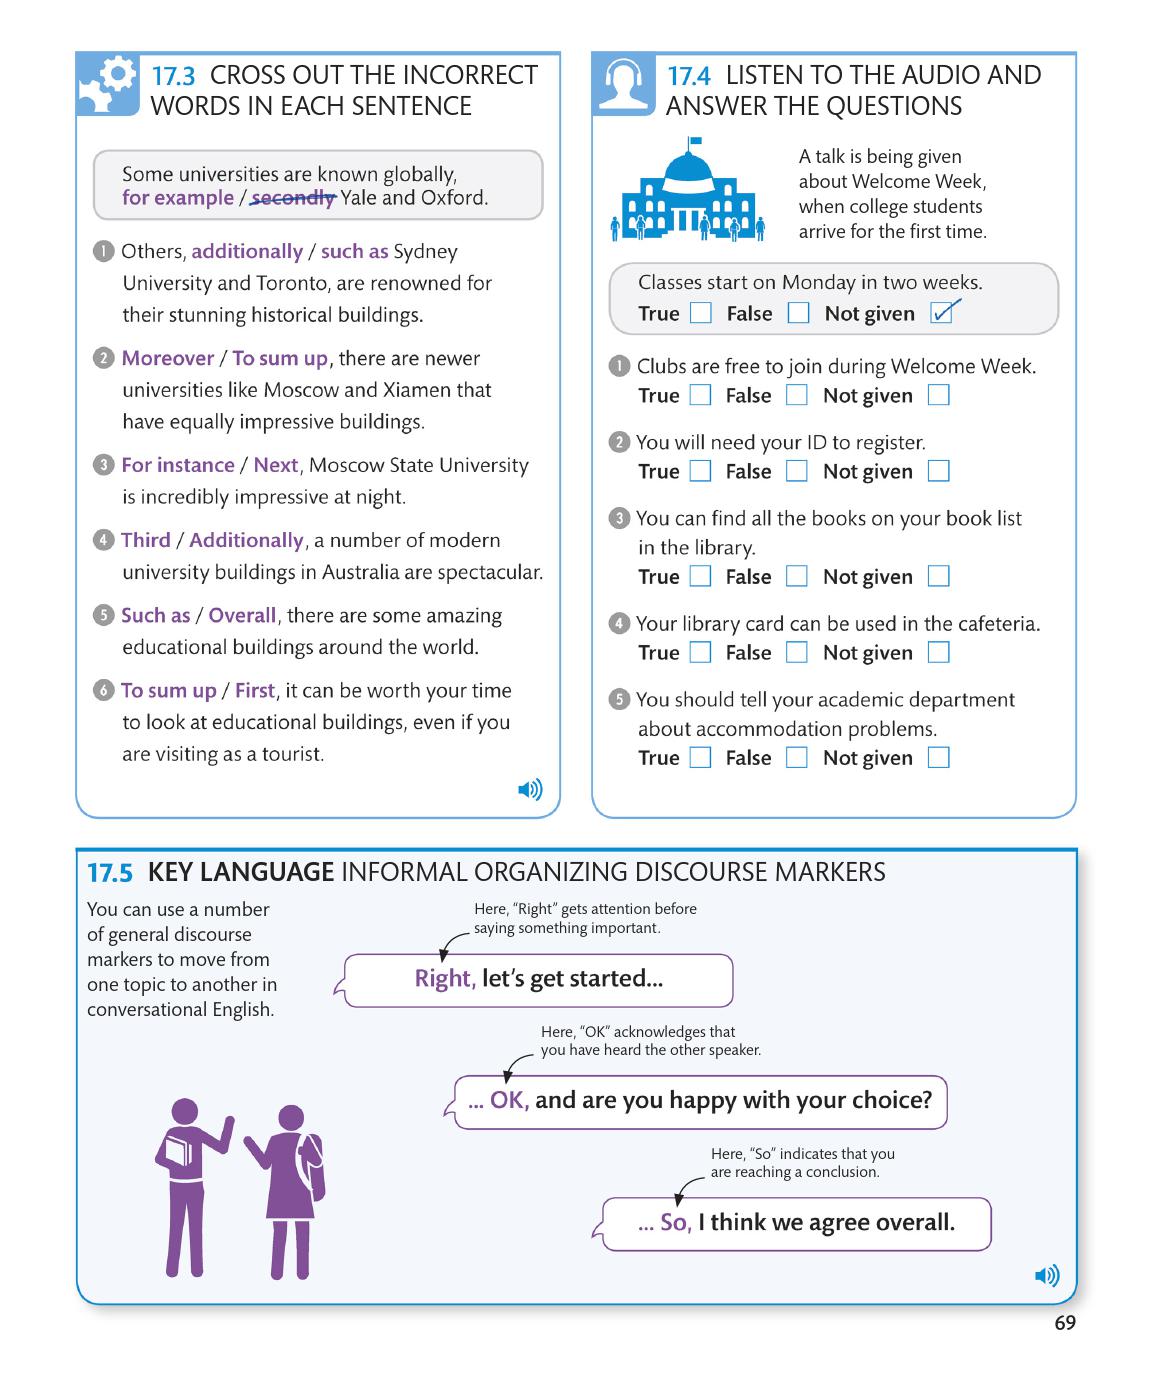 17.3 CROSS OUT THE INCORRECT
WORDS IN EACH SENTENCE
Some universities are known globally,
for example / secondly Yale and Oxford.
1 Others, additionally / such as Sydney
University and Toronto, are renowned for
their stunning historical buildings.
2 Moreover / To sum up, there are newer
universities like Moscow and Xiamen that
have equally impressive buildings.
3 For instance / Next, Moscow State University
is incredibly impressive at night.
4 Third / Additionally, a number of modern
university buildings in Australia are spectacular.
5 Such as / Overall, there are some amazing
educational buildings around the world.
6 To sum up / First, it can be worth your time
to look at educational buildings, even if you
are visiting as a tourist.
17.4 LISTEN TO THE AUDIO AND
ANSWER THE QUESTIONS
A talk is being given
about Welcome Week,
when college students
arrive for the first time.
Classes start on Monday in two weeks.
True False Not given
1 Clubs are free to join during Welcome Week.
True False Not given
2 You will need your ID to register.
True False Not given
3 You can find all the books on your book list
in the library.
True False Not given
4 Your library card can be used in the cafeteria.
True False Not given
5 You should tell your academic department
about accommodation problems.
True False Not given
17.5 KEY LANGUAGE INFORMAL ORGANIZING DISCOURSE MARKERS
You can use a number
of general discourse
markers to move from
one topic to another in
conversational English.
Here, “Right” gets attention before
saying something important.
Right, let’s get started...
Here, “OK” acknowledges that
you have heard the other speaker.
... OK, and are you happy with your choice?
Here, “So” indicates that you
are reaching a conclusion.
... So, I think we agree overall.
69